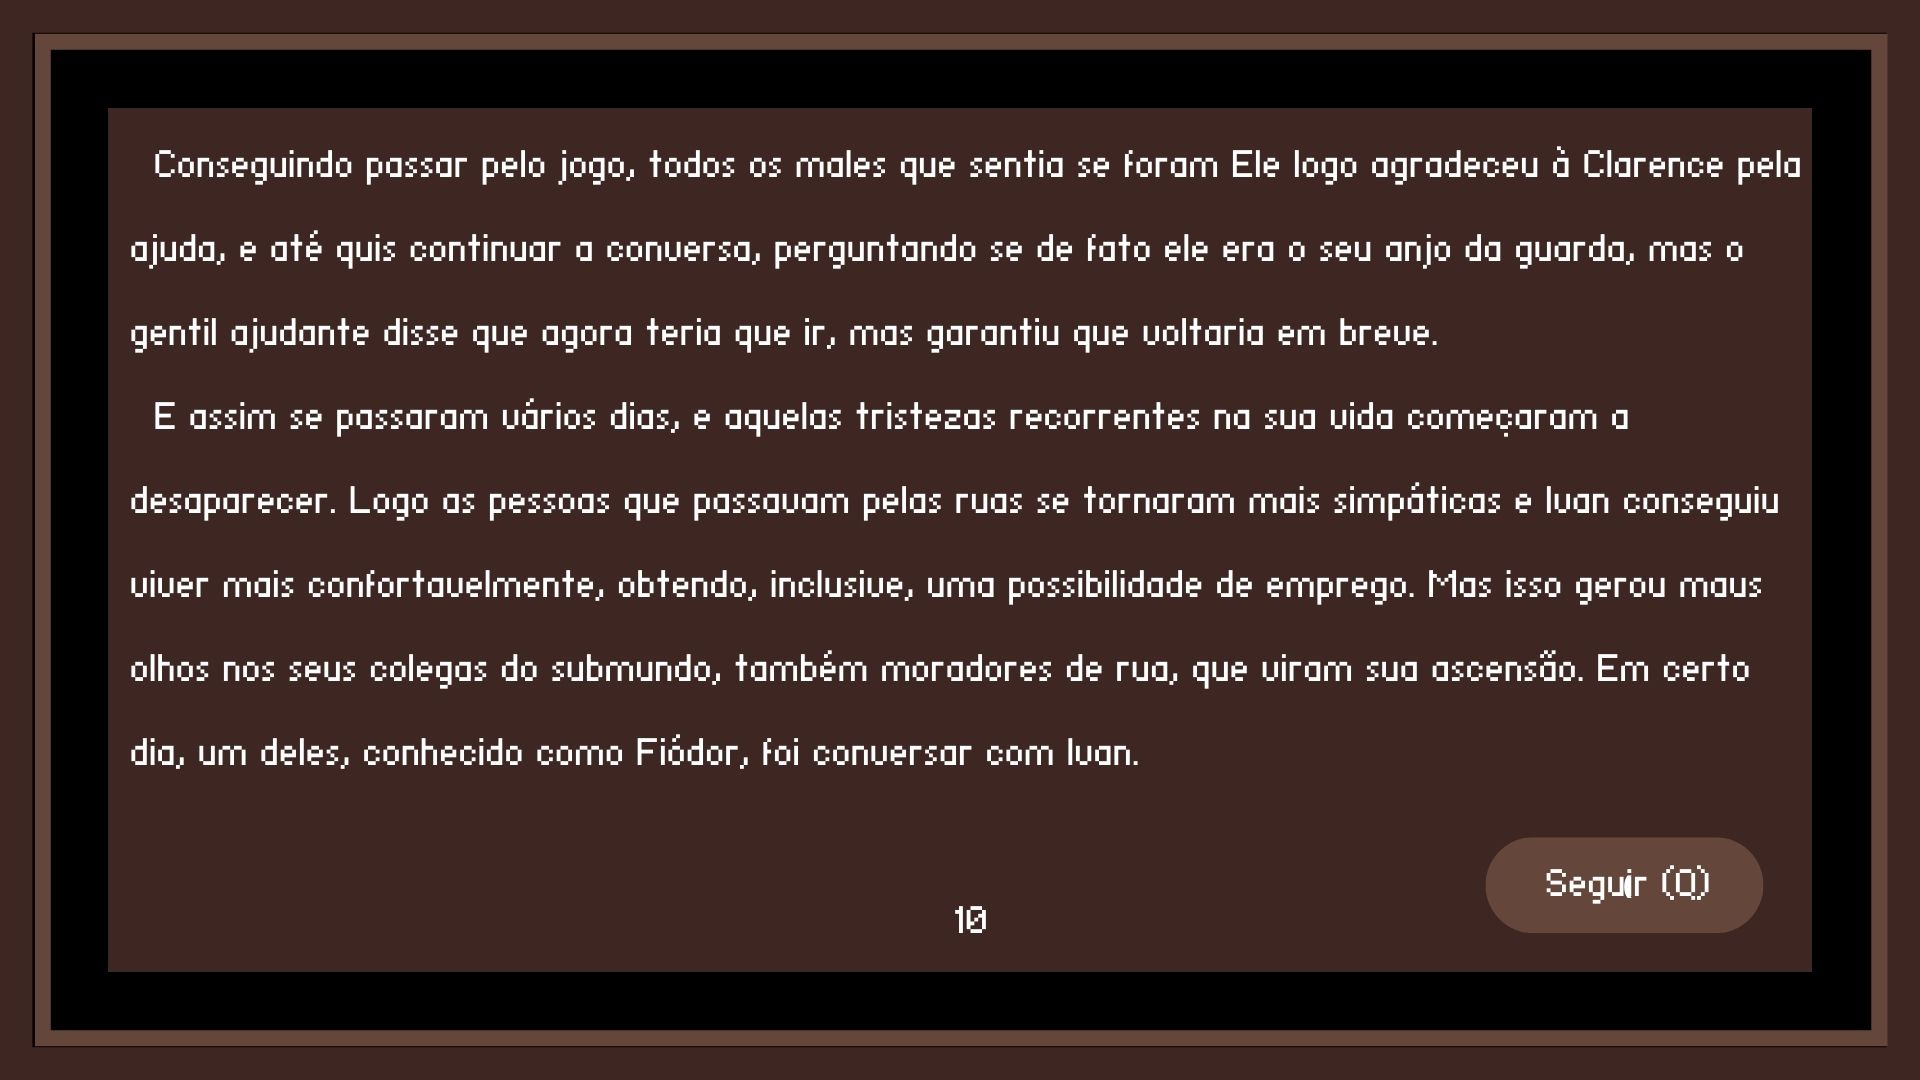 Conseguindo passar pelo jogo, todos os males que sentia se foram Ele logo agradeceu à Clarence pela
ajuda, e até quis continuar a conversa, perguntando se de fato ele era o seu anjo da guarda, mas o
gentil ajudante disse que agora teria que ir, mas garantiu que voltaria em breve.
E assim se passaram vários dias, e aquelas tristezas recorrentes na sua vida começaram a
desaparecer. Logo as pessoas que passavam pelas ruas se tornaram mais simpáticas e Ivan conseguiu
viver mais confortavelmente, obtendo, inclusive, uma possibilidade de emprego. Mas isso gerou maus
olhos nos seus colegas do submundo, também moradores de rua, que viram sua ascensão. Em certo
dia, um deles, conhecido como Fiódor, foi conversar com Ivan.
Seguir (Q)
10